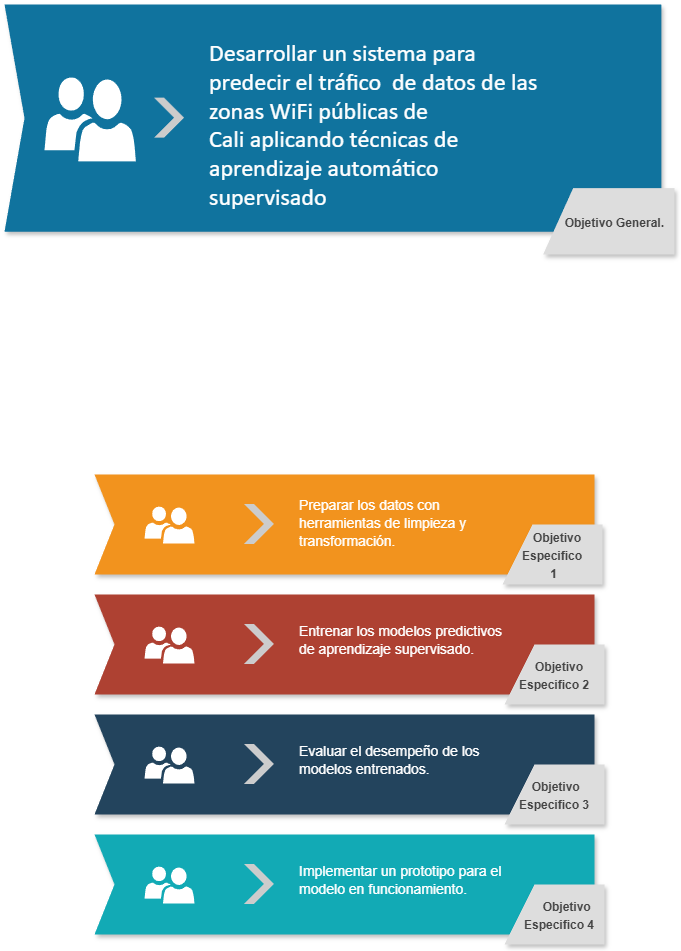 Desarrollar un sistema para
predecir el tráfico de datos de las
zonas WiFi públicas de
Cali aplicando técnicas de
aprendizaje automático
supervisado
Objetivo General.
Preparar los datos con
herramientas de limpieza y
transformación.
Objetivo
Especifico
1
Entrenar los modelos predictivos
de aprendizaje supervisado.
Objetivo
Especifico 2
Evaluar el desempeño de los
modelos entrenados.
Objetivo
Especifico 3
Implementar un prototipo para el
modelo en funcionamiento.
Objetivo
Especifico 4